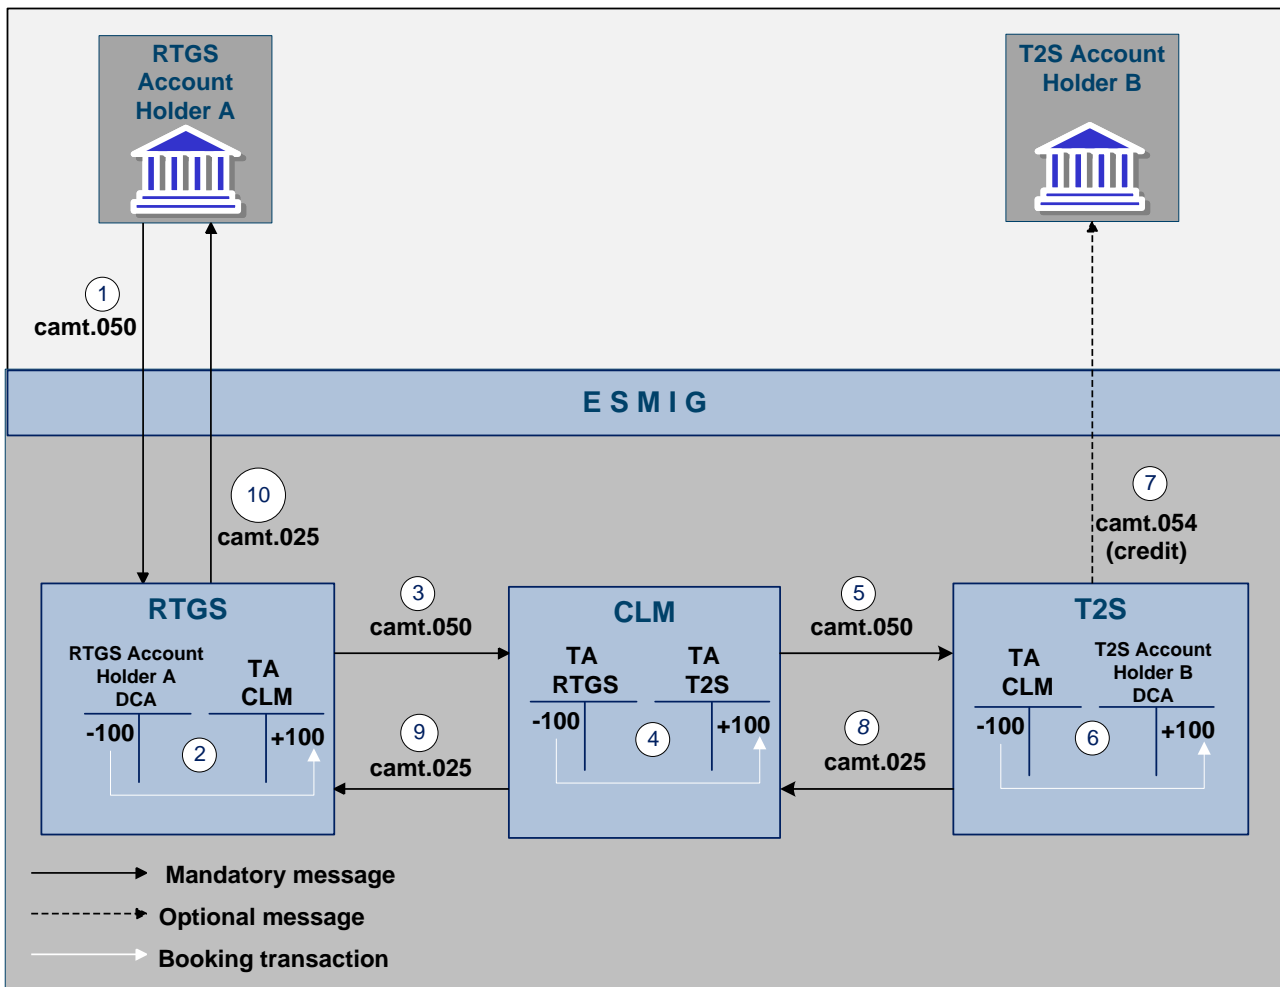 RTGS
Account
Holder A
T2S Account
Holder B
1
camt.050
E S M I G
10
camt.025
7
camt.054
(credit)
RTGS
RTGS Account
Holder A
DCA
TA
CLM
-100
+100
2
3
camt.050
9
camt.025
CLM
TA
RTGS
TA
T2S
-100
+100
4
5
camt.050
8
camt.025
T2S
TA
CLM
T2S Account
Holder B
DCA
-100
+100
6
Mandatory message
Optional message
Booking transaction